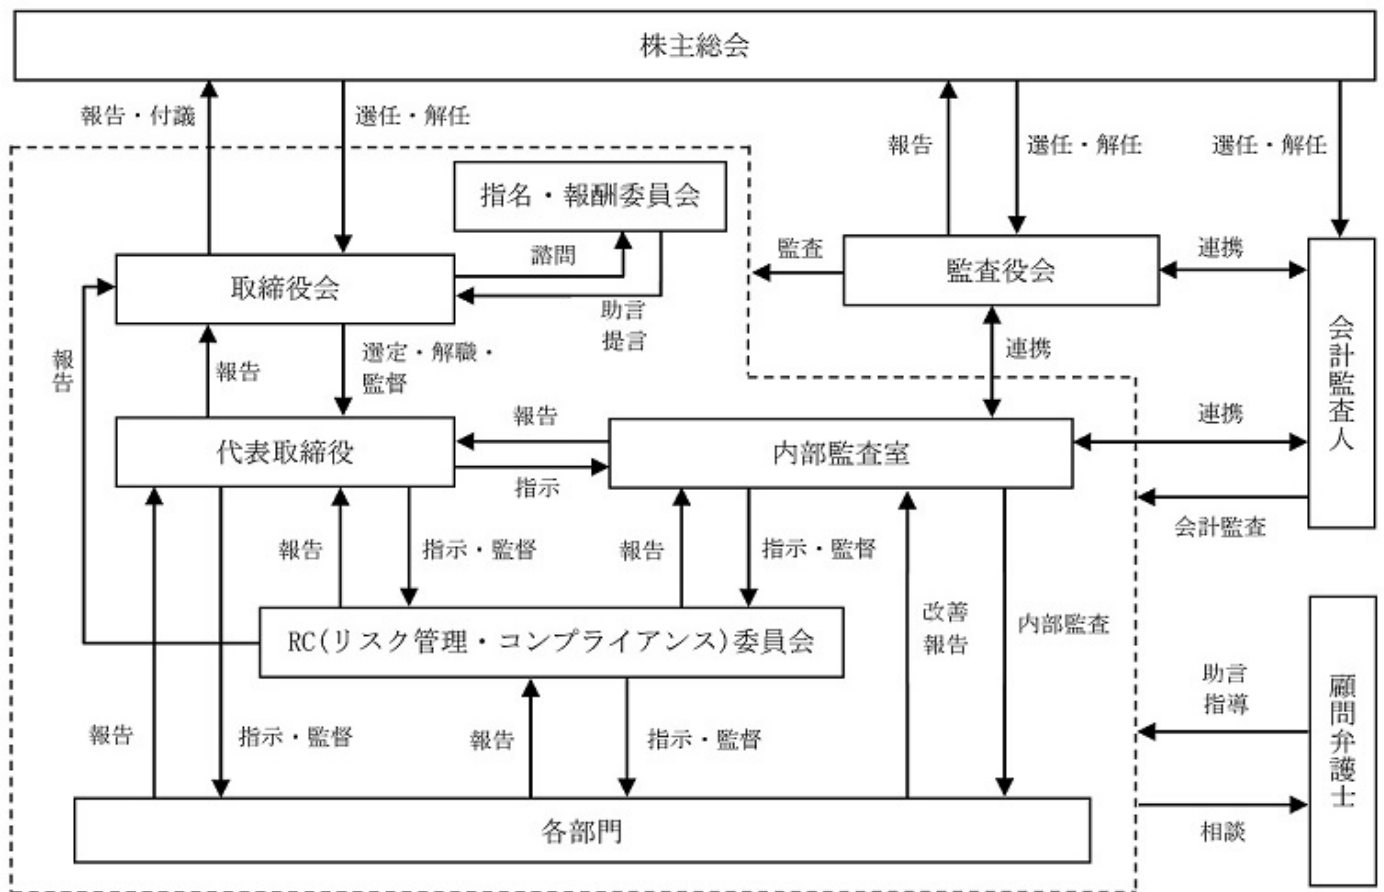 株主総会
報告・付議
選任・解任
報告
選任・解任
選任・解任
指名・報酬委員会
諮問
助言
提言
取締役会
監査
監査役会
連携
会計監査人
報告
報告
選定・解職・
監督
連携
代表取締役
報告
指示
内部監査室
連携
会計監査
報告
指示・監督
報告
指示・監督
改善
報告
内部監査
RC(リスク管理・コンプライアンス)委員会
助言
指導
顧問弁護士
報告
指示・監督
報告
指示・監督
相談
各部門